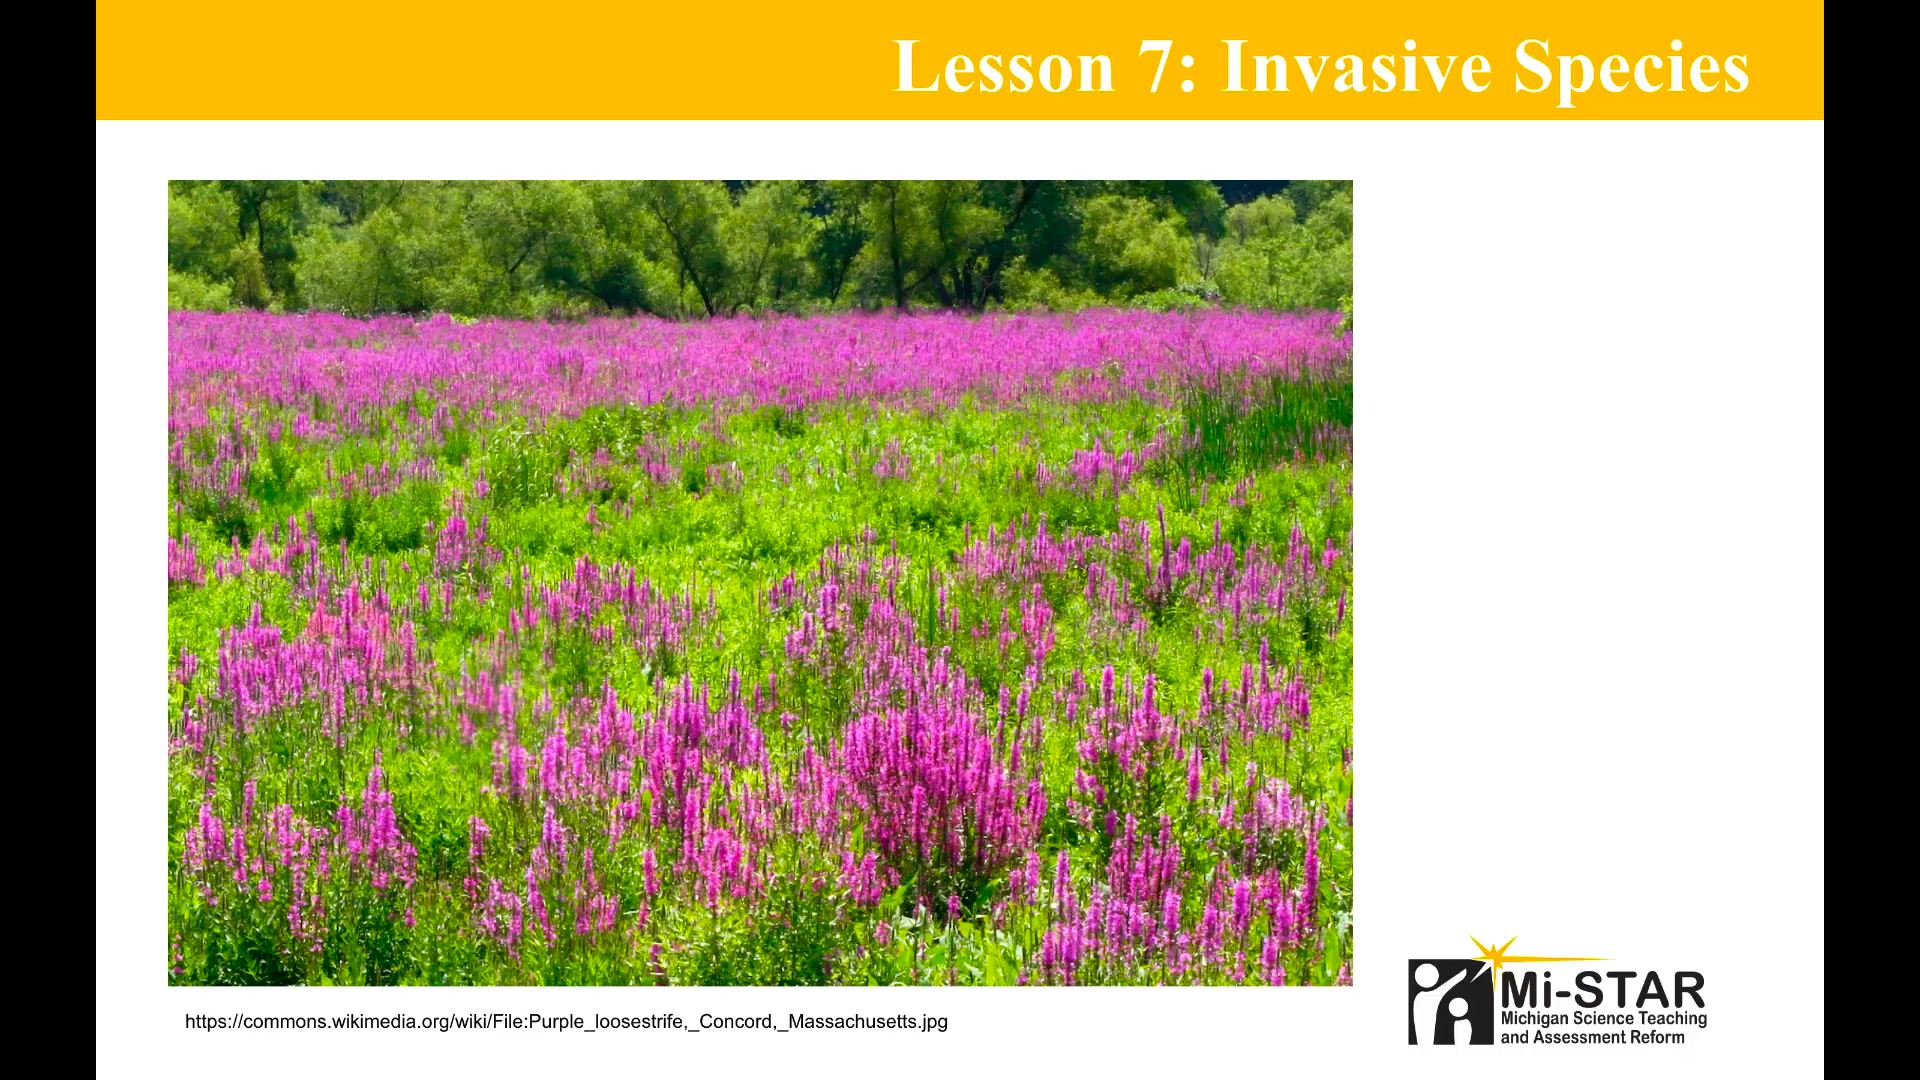 Lesson 7: Invasive Species
https://commons.wikimedia.org/wiki/File:Purple_loosestrife,_Concord,_Massachusetts.jpg
Mi-STAR
Michigan Science Teaching
and Assessment Reform